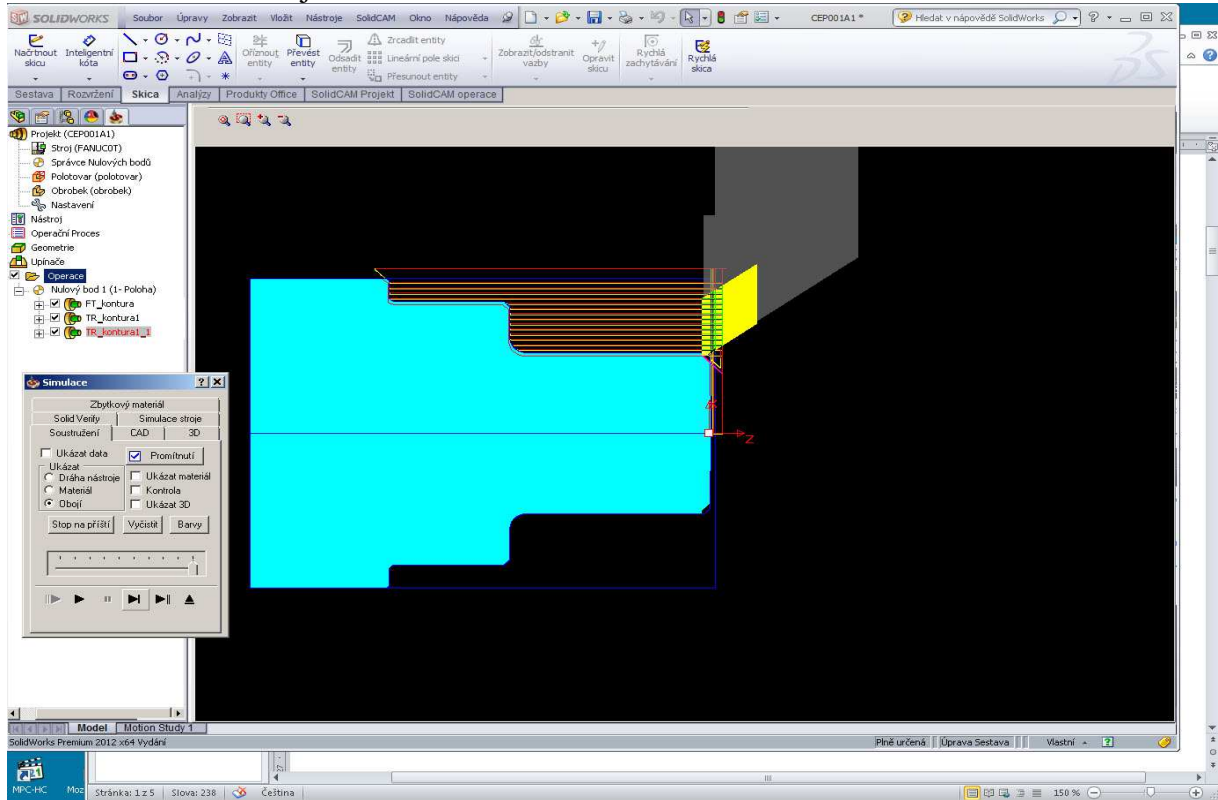 SOLIDWORKS Soubor Úpravy Zobrazit Vložit Nástroje SolidCAM Okno Nápověda CEP001A1 * Hledat v nápovědě SolidWorks
Načrtnout skicu
Inteligentní kóta
Oříznout entity
Převést entity
Odsadit entity
Zrcadlit entity
Lineární pole skici
Přesunout entity
Zobrazit/odstranit vazby
Opravit skicu
Rychlá zachytávání
Rychlá skica
Sestava Rozvržení Skica Analýzy Produkty Office SolidCAM Projekt SolidCAM operace
Projekt (CEP001A1)
Stroj (FANUC0T)
Správce Nulových bodů
Polotovar (polotovar)
Obrobek (obrobek)
Nastavení
Nástroj
Operační Proces
Geometrie
Upínače
Operace
Nulový bod 1 (1- Poloha)
FT_kontura
TR_kontura1
TR_kontura1_1
Z
Simulace
Zbytkový materiál
Solid Verify Simulace stroje
Soustružení CAD 3D
Ukázat data Promítnutí
Ukázat
Dráha nástroje Ukázat materiál
Materiál Kontrola
Obojí Ukázat 3D
Stop na příští Vyčistit Barvy
Model Motion Study 1
SolidWorks Premium 2012 x64 Vydání Plně určená Úprava Sestava Vlastní
MPC-HC Moz Stránka: 1 z 5 Slova: 238 Čeština 150 %